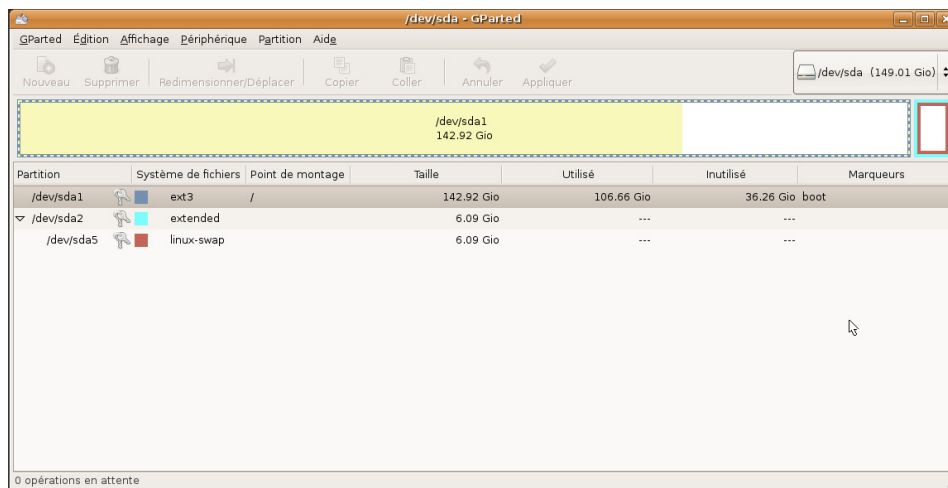 /dev/sda - GParted
GParted Édition Affichage Périphérique Partition Aide
Nouveau Supprimer Redimensionner/Déplacer Copier Coller Annuler Appliquer
/dev/sda (149.01 Gio)
/dev/sda1
142.92 Gio
Partition Système de fichiers Point de montage Taille Utilisé Inutilisé Marqueurs
/dev/sda1 ext3 / 142.92 Gio 106.66 Gio 36.26 Gio boot
/dev/sda2 extended 6.09 Gio --- ---
/dev/sda5 linux-swap 6.09 Gio --- ---
0 opérations en attente